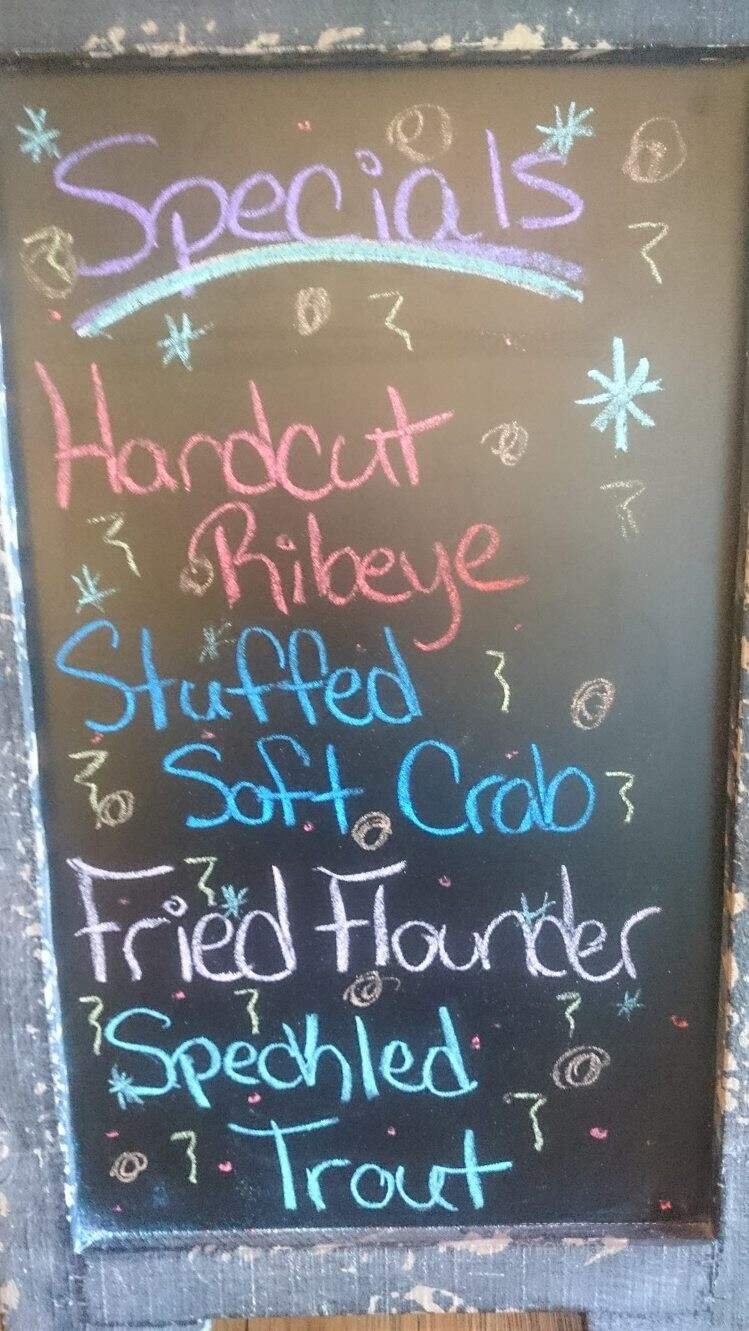 Specials
Handcut
Ribeye
Stuffed
Soft Crab
Fried Flounder
Spechled
Trout